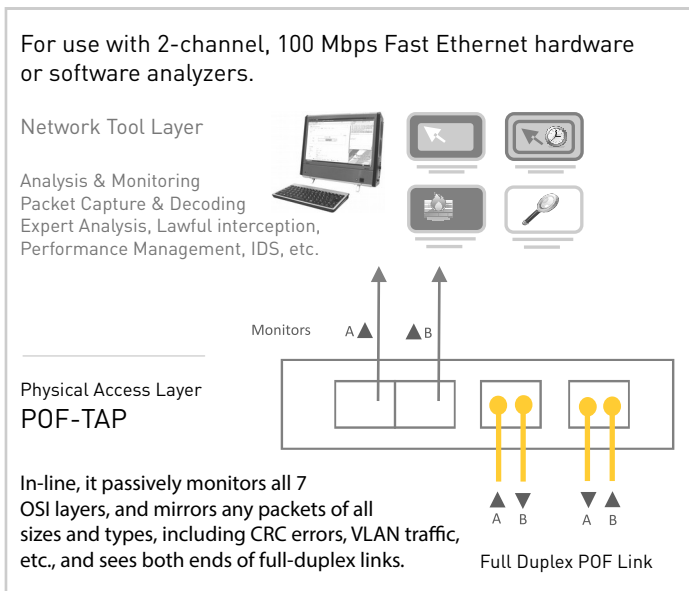 For use with 2-channel, 100 Mbps Fast Ethernet hardware
or software analyzers.
Network Tool Layer
Analysis & Monitoring
Packet Capture & Decoding
Expert Analysis, Lawful interception,
Performance Management, IDS, etc.
Monitors
A
B
Physical Access Layer
POF-TAP
In-line, it passively monitors all 7
OSI layers, and mirrors any packets of all
sizes and types, including CRC errors, VLAN traffic,
etc., and sees both ends of full-duplex links.
A B
A B
Full Duplex POF Link